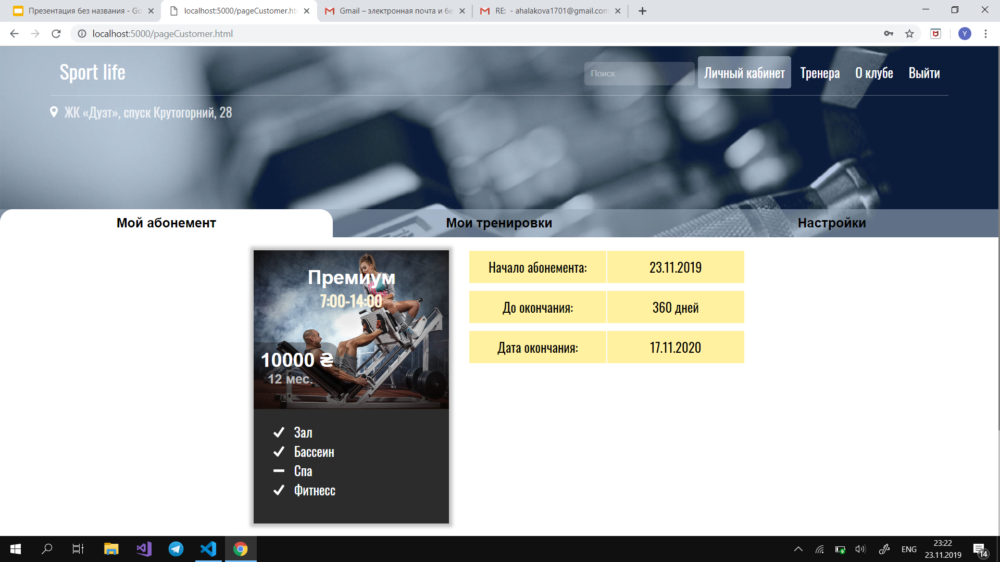 Презентация без названия - Go
localhost:5000/pageCustomer.ht
Gmail – электронная почта и бе
RE: - ahalakova1701@gmail.com
localhost:5000/pageCustomer.html
Y
Sport life
Поиск
Личный кабинет
Тренера
О клубе
Выйти
ЖК «Дуэт», спуск Крутогорний, 28
Мой абонемент
Мои тренировки
Настройки
Премиум
7:00-14:00
10000 ₴
12 мес.
Зал
Бассеин
Спа
Фитнесс
Начало абонемента:
23.11.2019
До окончания:
360 дней
Дата окончания:
17.11.2020
ENG
23:22
23.11.2019
14